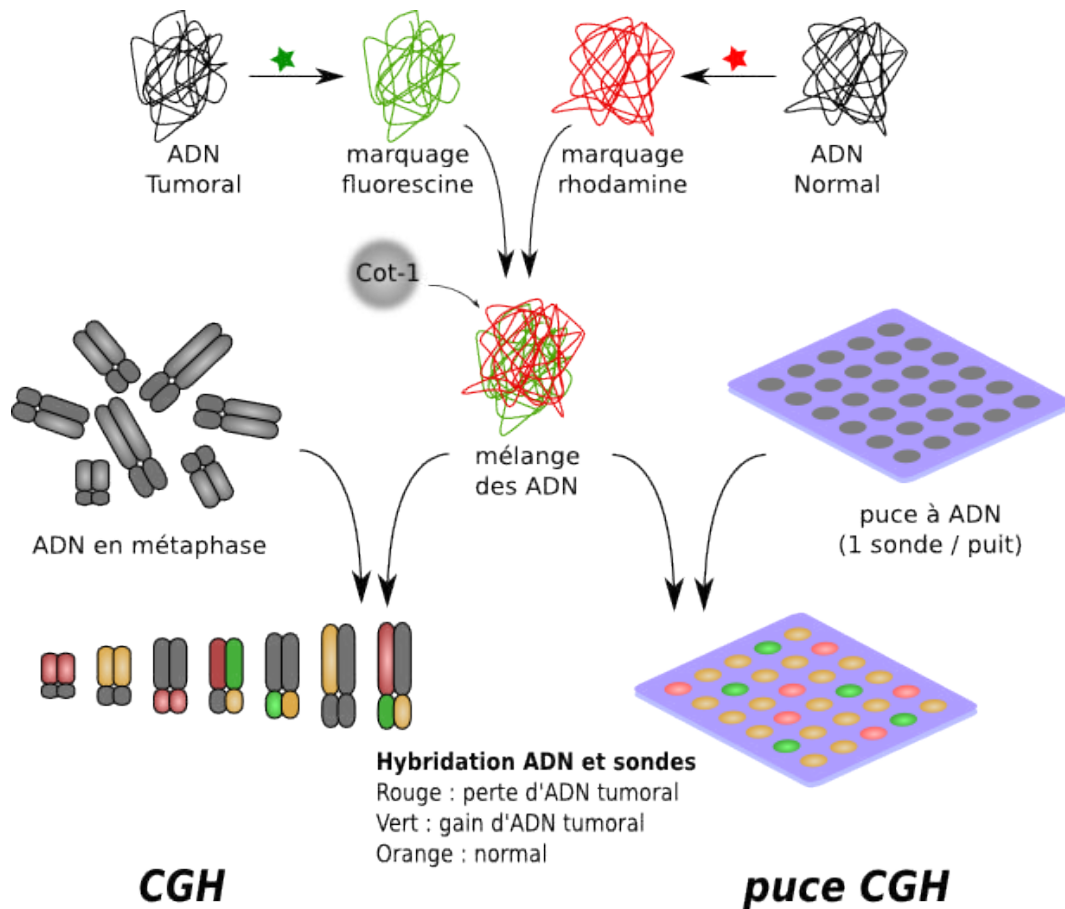 ADN
Tumoral
marquage
fluorescine
marquage
rhodamine
ADN
Normal
Cot-1
mélange
des ADN
ADN en métaphase
puce à ADN
(1 sonde / puit)
Hybridation ADN et sondes
Rouge : perte d'ADN tumoral
Vert : gain d'ADN tumoral
Orange : normal
CGH
puce CGH